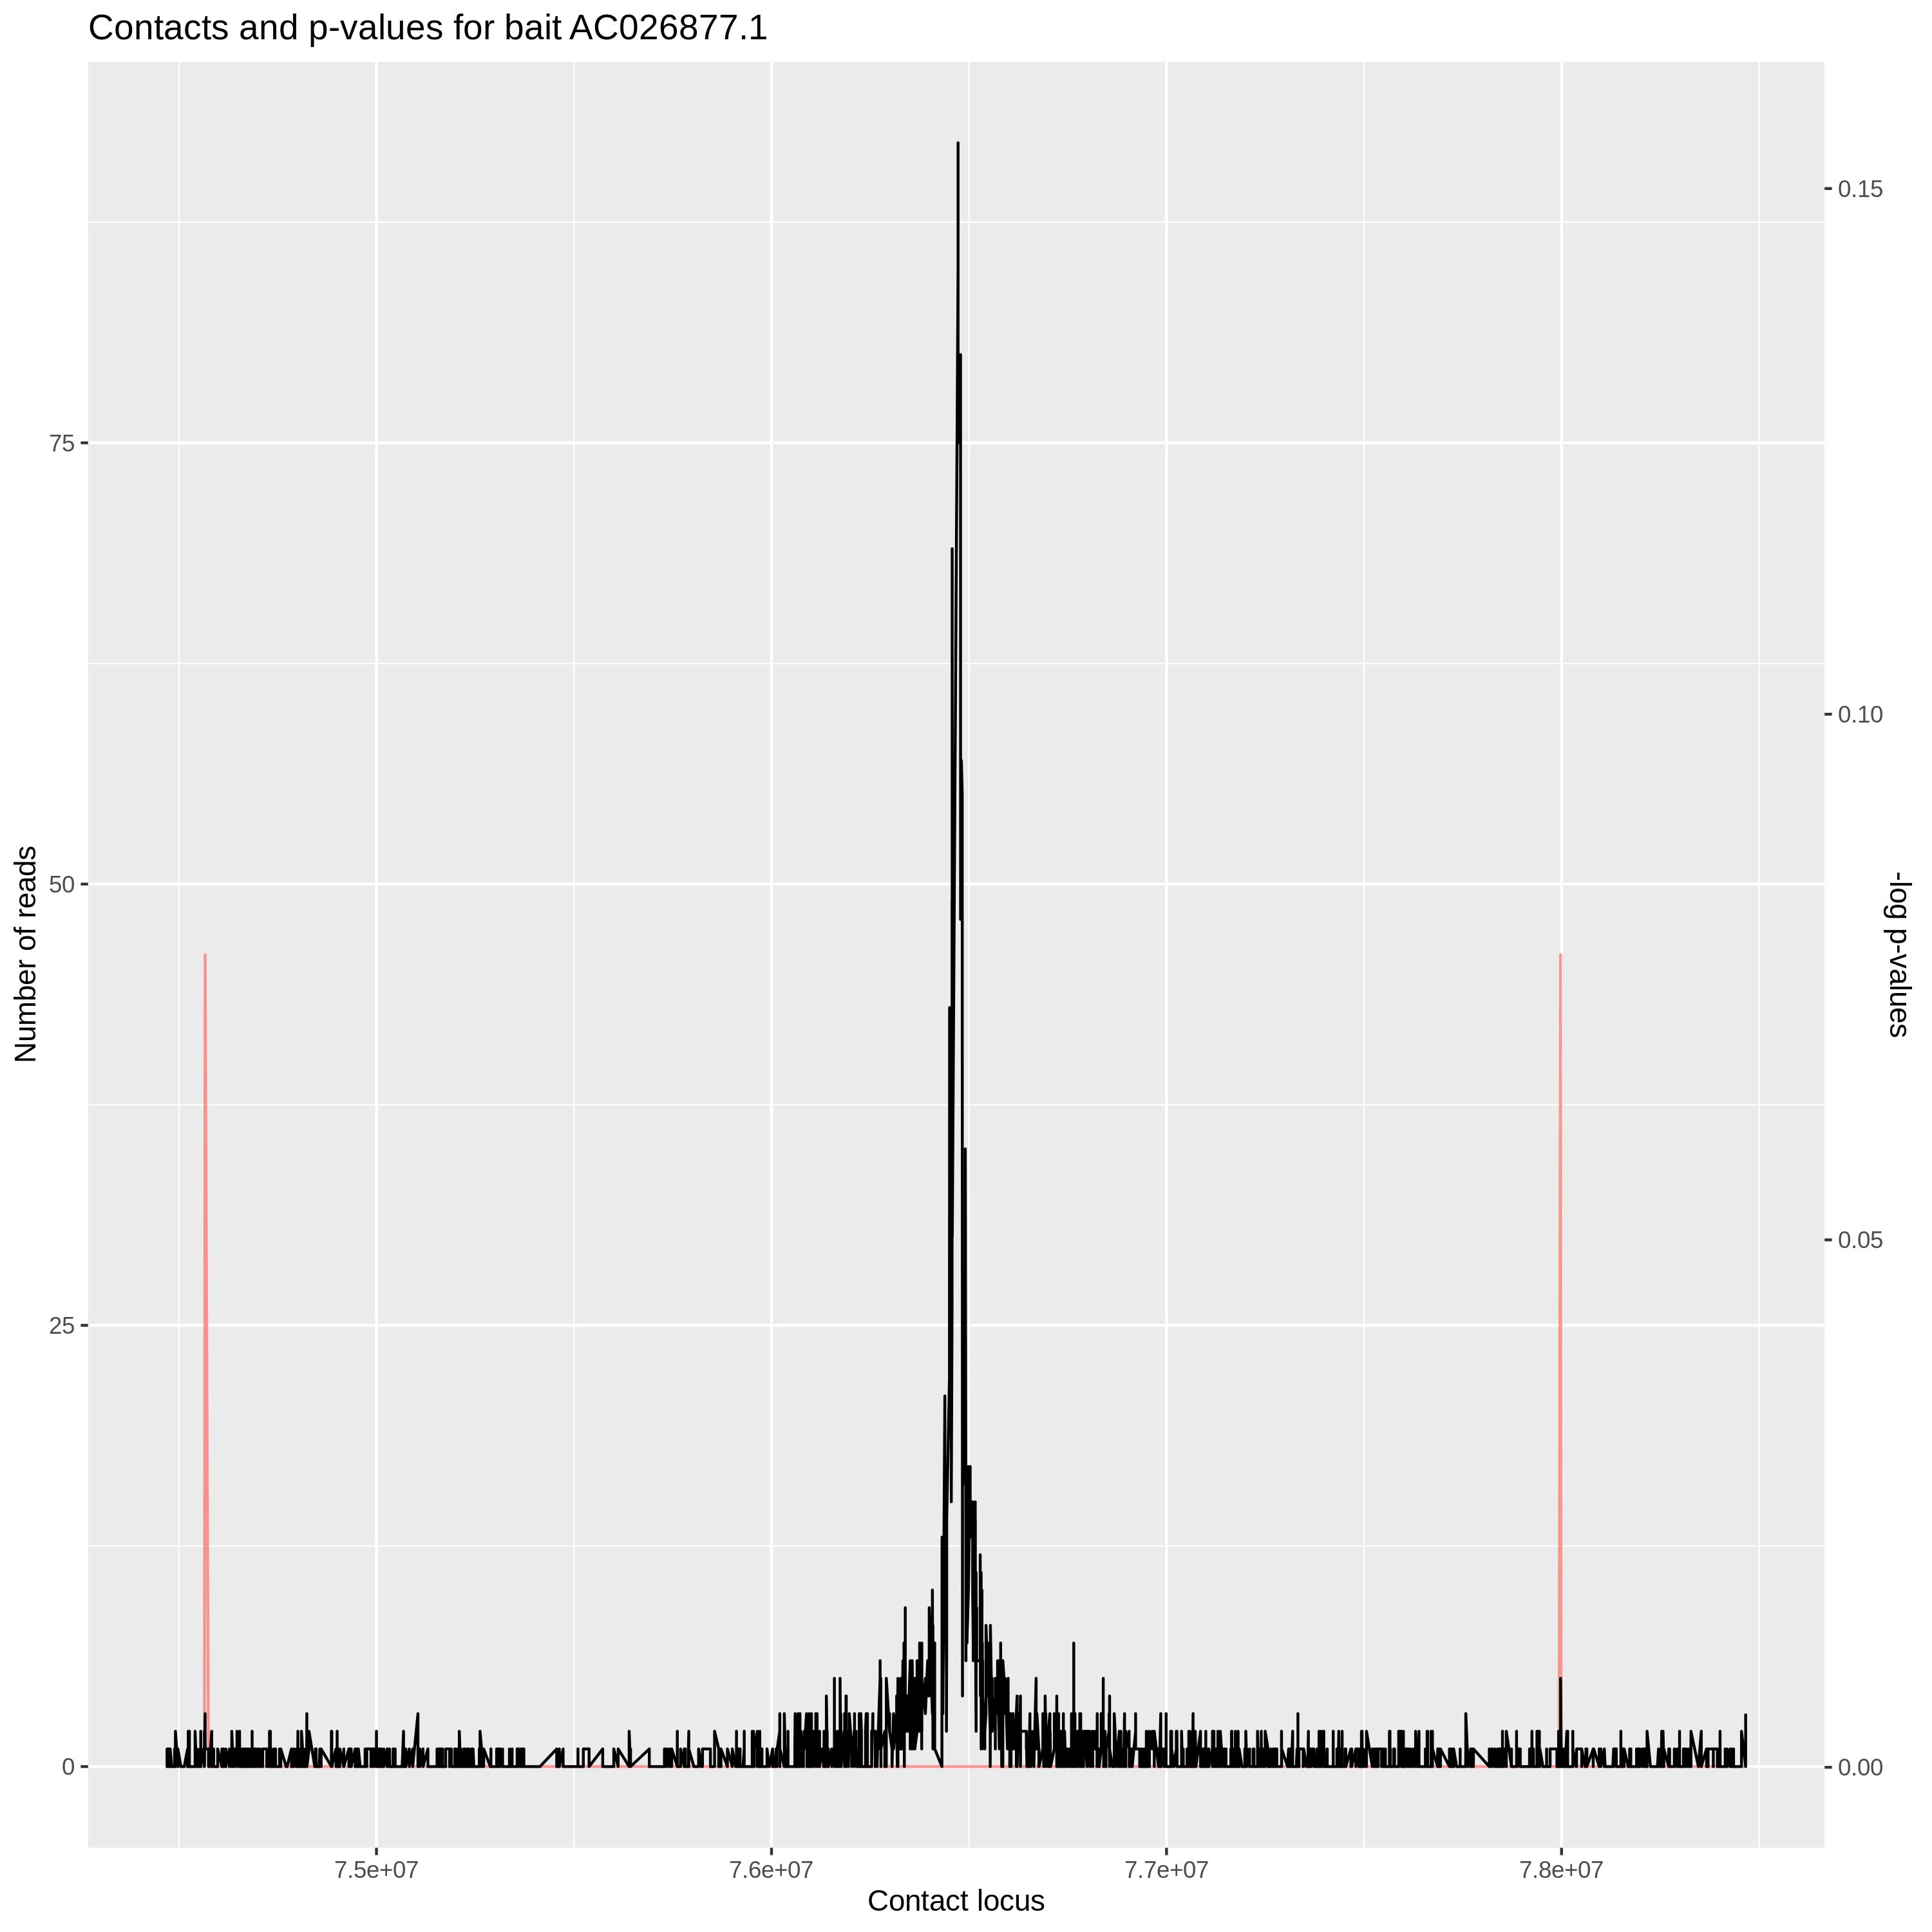 Contacts and p-values for bait AC026877.1
Number of reads
75
50
25
0
0.15
0.10
0.05
0.00
-log p-values
7.5e+07 7.6e+07 7.7e+07 7.8e+07
Contact locus